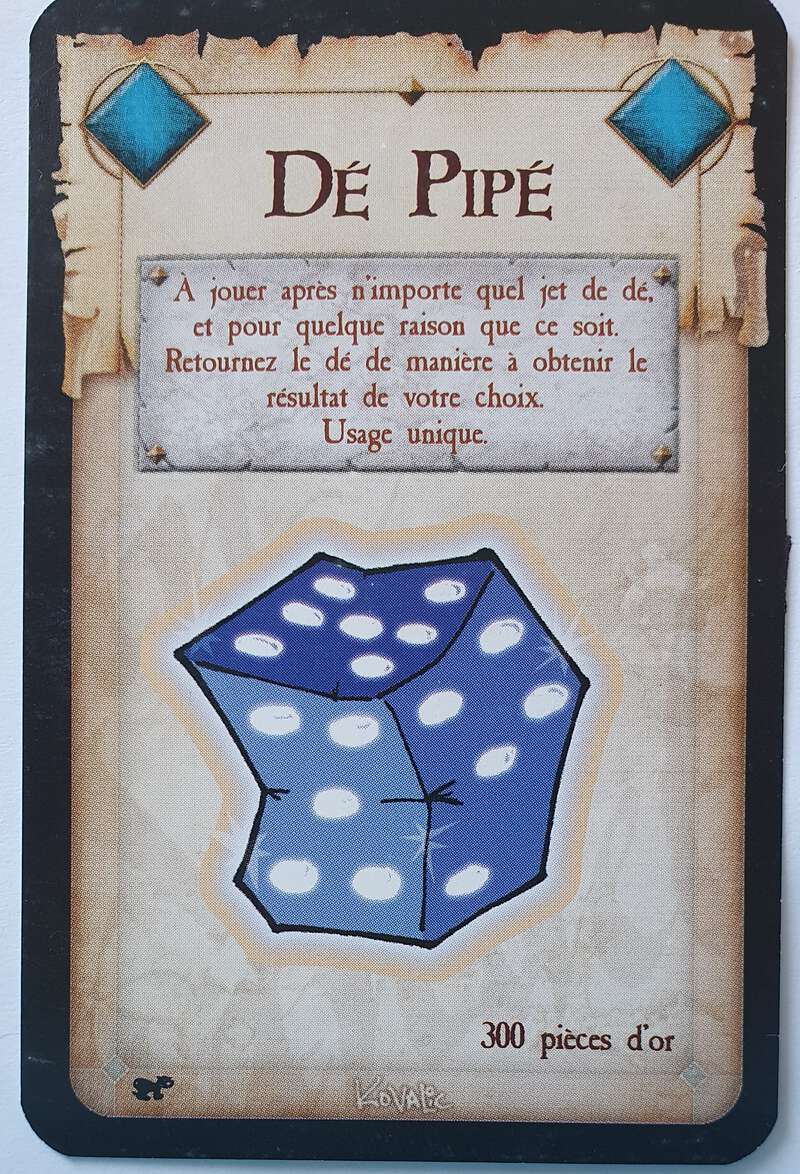 Dé Pipé
À jouer après n'importe quel jet de dé,
et pour quelque raison que ce soit.
Retournez le dé de manière à obtenir le
résultat de votre choix.
Usage unique.
300 pièces d'or
Kovalic